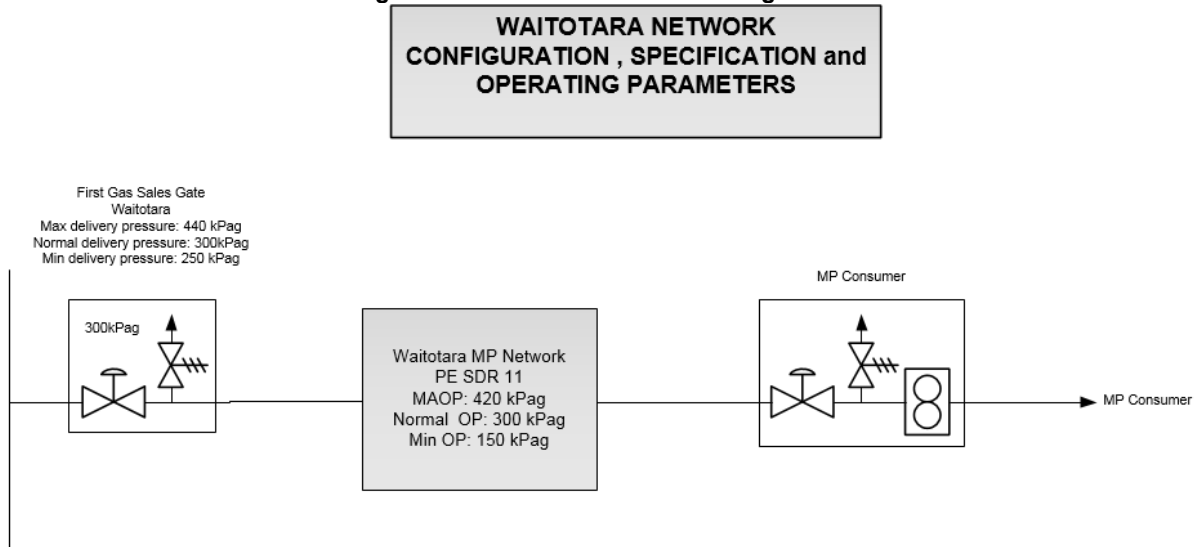 WAITOTARA NETWORK
CONFIGURATION , SPECIFICATION and
OPERATING PARAMETERS
First Gas Sales Gate
Waitotara
Max delivery pressure: 440 kPag
Normal delivery pressure: 300kPag
Min delivery pressure: 250 kPag
300kPag
Waitotara MP Network
PE SDR 11
MAOP: 420 kPag
Normal OP: 300 kPag
Min OP: 150 kPag
MP Consumer
MP Consumer